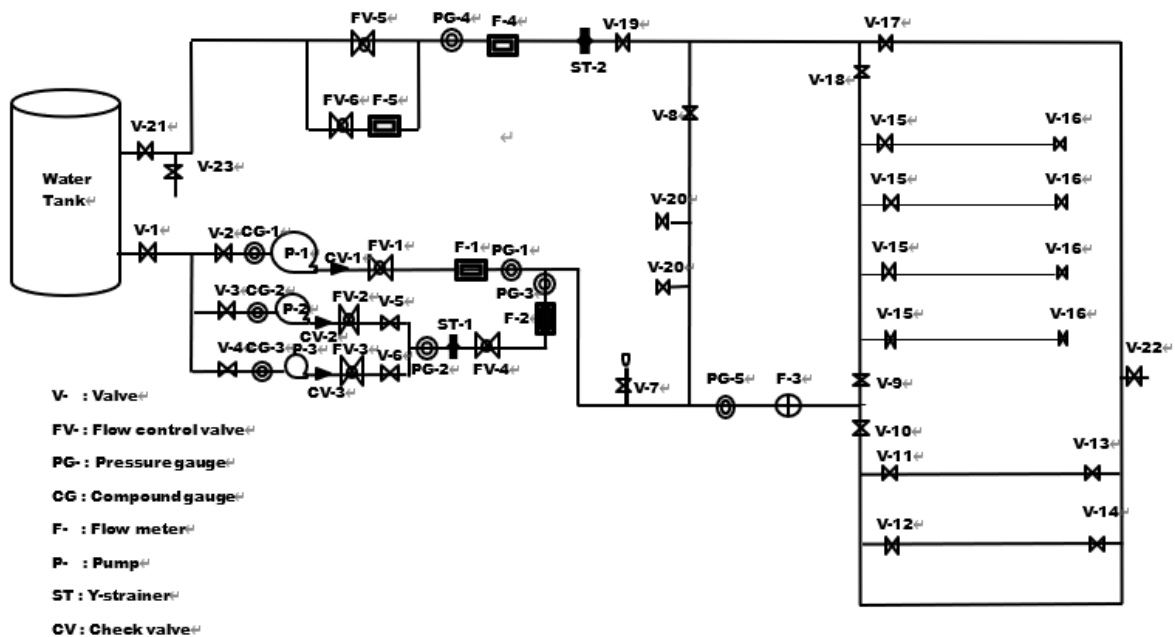 FV-5 PG-4 F-4 V-19 V-17
ST-2
V-18
FV-6 F-5
V-21 V-8 V-15 V-16
V-23
Water
Tank
V-15 V-16
V-20
V-1 V-2 CG-1 P-1 CV-1 FV-1 F-1 PG-1
V-15 V-16
V-20
V-3 CG-2 P-2 FV-2 V-5 PG-3
F-2
CV-2 ST-1
V-15 V-16
V-4 CG-3 P-3 FV-3 V-6 PG-2 FV-4
V-22
CV-3
V-7 PG-5 F-3 V-9
V-10
V-11 V-13
V-12 V-14
V- : Valve
FV- : Flow control valve
PG- : Pressure gauge
CG : Compound gauge
F- : Flow meter
P- : Pump
ST : Y-strainer
CV : Check valve